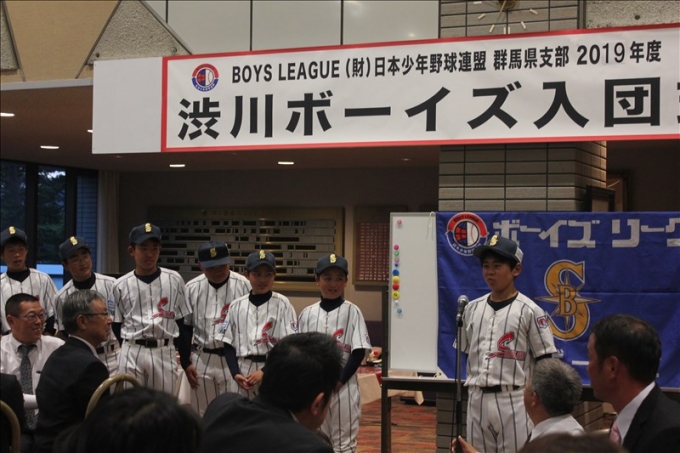 BOYS LEAGUE (財)日本少年野球連盟 群馬県支部 2019年度
渋川ボーイズ入団
ボーイズ リーグ
SB